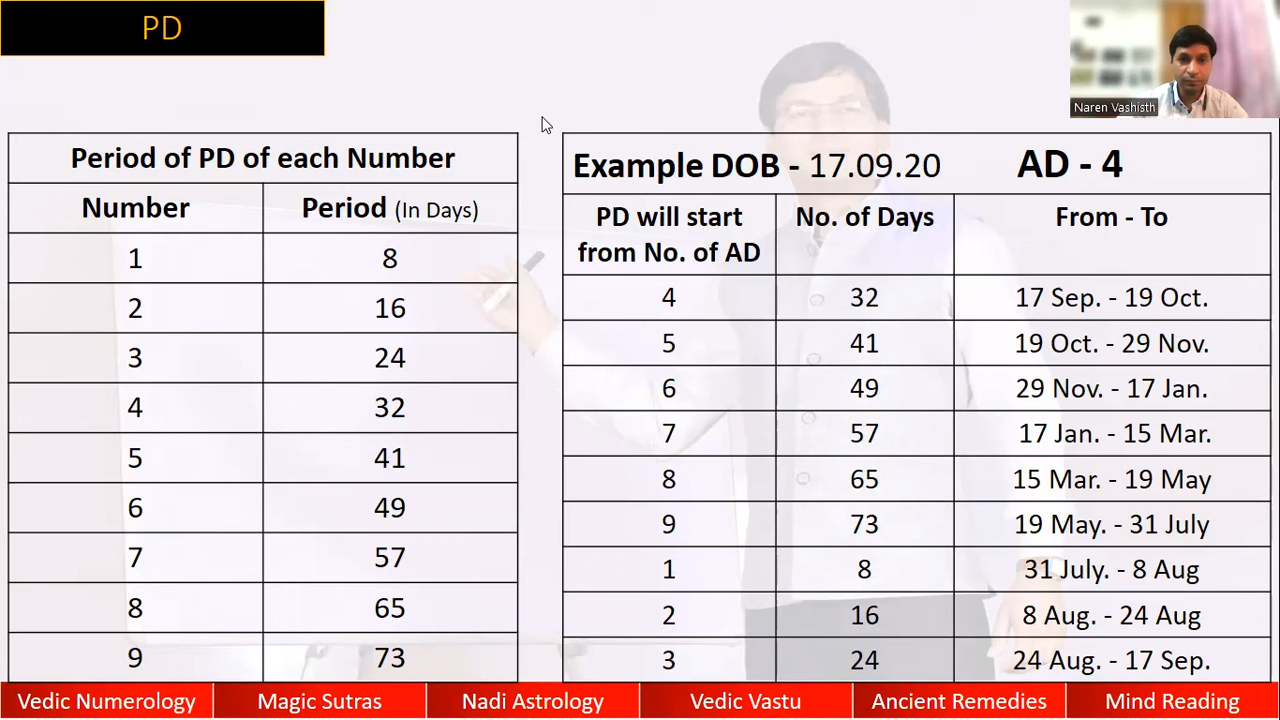 PD
Naren Vashisth
Period of PD of each Number
Number Period (In Days)
1 8
2 16
3 24
4 32
5 41
6 49
7 57
8 65
9 73
Example DOB - 17.09.20 AD - 4
PD will start from No. of AD No. of Days From - To
4 32 17 Sep. - 19 Oct.
5 41 19 Oct. - 29 Nov.
6 49 29 Nov. - 17 Jan.
7 57 17 Jan. - 15 Mar.
8 65 15 Mar. - 19 May
9 73 19 May. - 31 July
1 8 31 July. - 8 Aug
2 16 8 Aug. - 24 Aug
3 24 24 Aug. - 17 Sep.
Vedic Numerology Magic Sutras Nadi Astrology Vedic Vastu Ancient Remedies Mind Reading